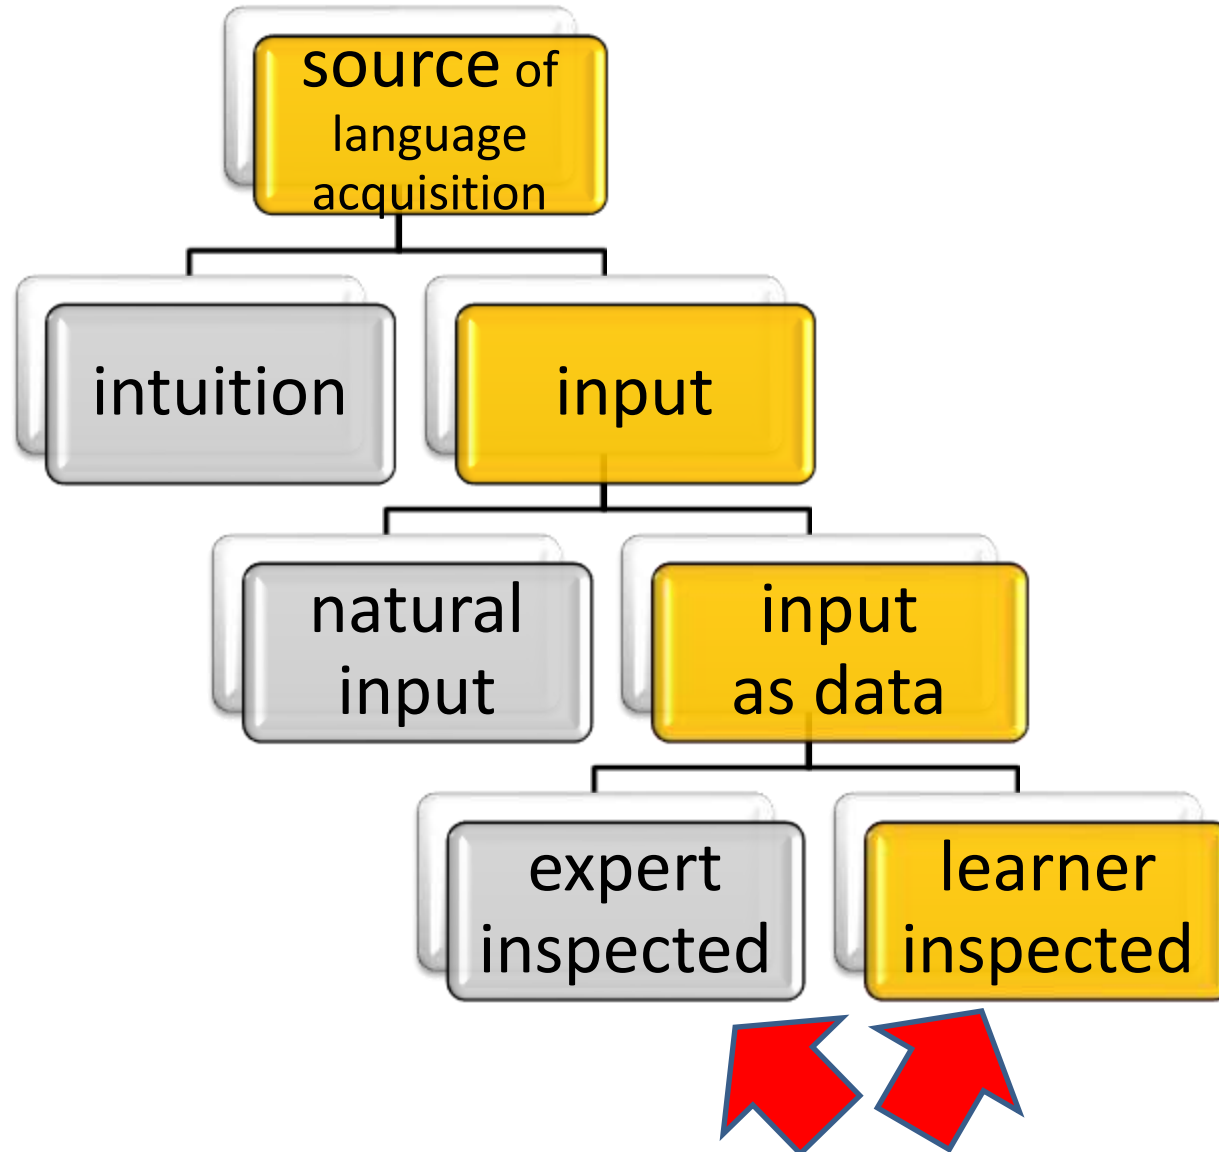 source of
language
acquisition
intuition
input
natural
input
input
as data
expert
inspected
learner
inspected